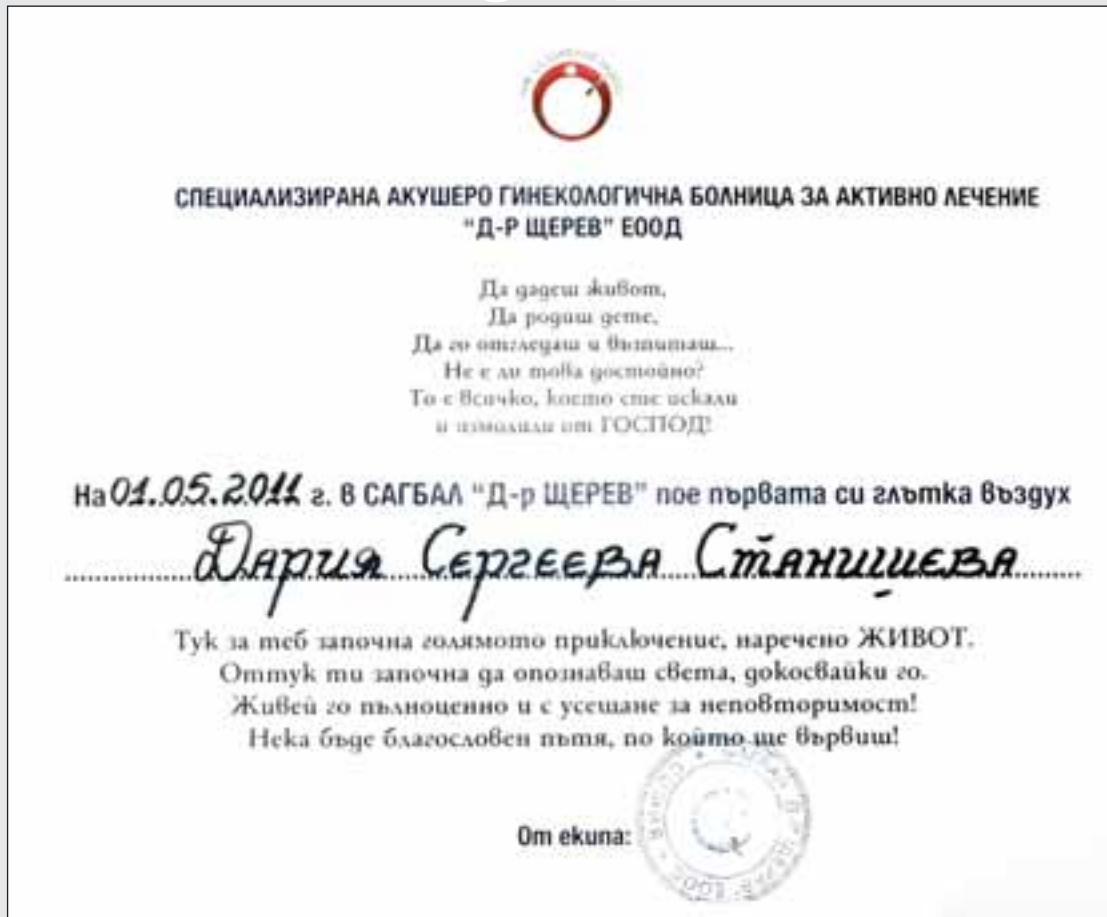 СПЕЦИАЛИЗИРАНА АКУШЕРО ГИНЕКОЛОГИЧНА БОЛНИЦА ЗА АКТИВНО ЛЕЧЕНИЕ
"Д-Р ЩЕРЕВ" ЕООД
Да дадеш живот,
Да родиш дете,
Да го отгледаш и възпиташ...
Не е ли това достойно?
То е всичко, което сте искали
и измолили от ГОСПОД!
На 01.05.2011 г. в САГБАЛ "Д-р ЩЕРЕВ" пое първата си глътка въздух
Дария Сергеева Станишева
Тук за теб започна голямото приключение, наречено ЖИВОТ.
Оттук ти започна да опознаваш света, докосвайки го.
Живей го пълноценно и с усещане за неповторимост!
Нека бъде благословен пътя, по който ще вървиш!
От екипа: